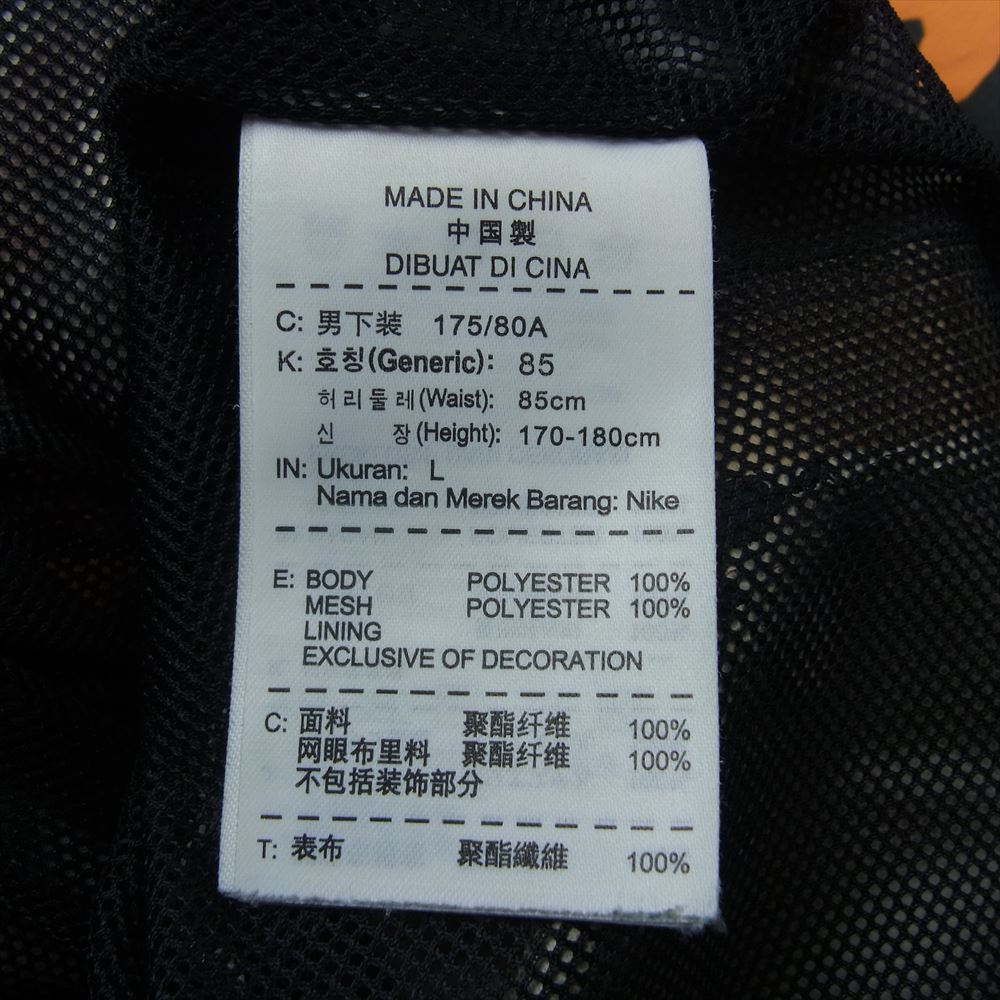 MADE IN CHINA
中国製
DIBUAT DI CINA
C: 男下装 175/80A
K: 호칭(Generic): 85
허리둘레(Waist): 85cm
신 장(Height): 170-180cm
IN: Ukuran: L
Nama dan Merek Barang: Nike
E: BODY POLYESTER 100%
MESH POLYESTER 100%
LINING
EXCLUSIVE OF DECORATION
C: 面料 聚酯纤维 100%
网眼布里料 聚酯纤维 100%
不包括装饰部分
T: 表布 聚酯纖維 100%